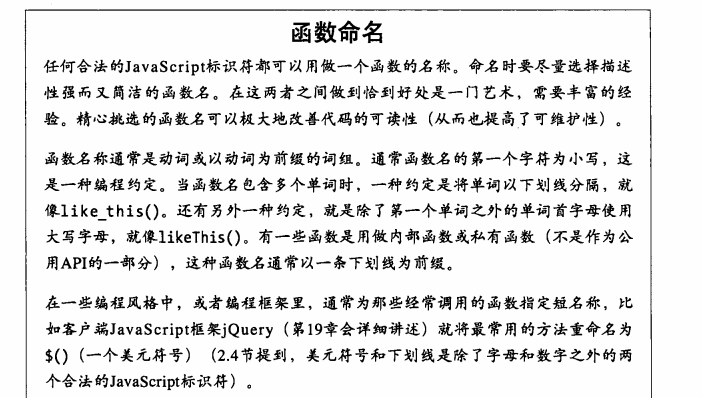 函数命名
任何合法的JavaScript标识符都可以用做一个函数的名称。命名时要尽量选择描述
性强而又简洁的函数名。在这两者之间做到恰到好处是一门艺术，需要丰富的经
验。精心挑选的函数名可以极大地改善代码的可读性（从而也提高了可维护性）。
函数名称通常是动词或以动词为前缀的词组。通常函数名的第一个字符为小写，这
是一种编程约定。当函数名包含多个单词时，一种约定是将单词以下划线分隔，就
像like_this()。还有另外一种约定，就是除了第一个单词之外的单词首字母使用
大写字母，就像likeThis()。有一些函数是用做内部函数或私有函数（不是作为公
用API的一部分），这种函数名通常以一条下划线为前缀。
在一些编程风格中，或者编程框架里，通常为那些经常调用的函数指定短名称，比
如客户端JavaScript框架jQuery（第19章会详细讲述）就将最常用的方法重命名为
$()（一个美元符号）（2.4节提到，美元符号和下划线是除了字母和数字之外的两
个合法的JavaScript标识符）。